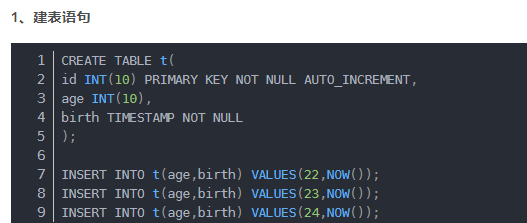 1、建表语句
1 CREATE TABLE t(
2 id INT(10) PRIMARY KEY NOT NULL AUTO_INCREMENT,
3 age INT(10),
4 birth TIMESTAMP NOT NULL
5 );
6
7 INSERT INTO t(age,birth) VALUES(22,NOW());
8 INSERT INTO t(age,birth) VALUES(23,NOW());
9 INSERT INTO t(age,birth) VALUES(24,NOW());